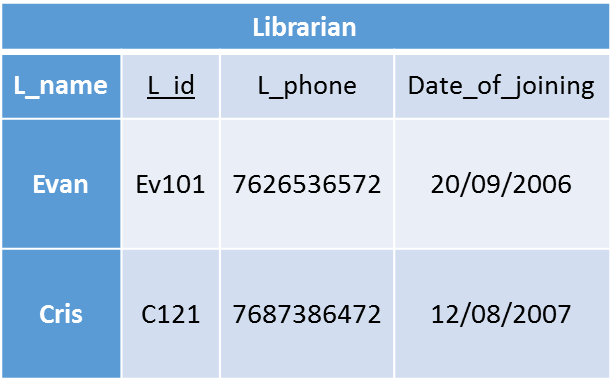 Librarian
L_name L_id L_phone Date_of_joining
Evan Ev101 7626536572 20/09/2006
Cris C121 7687386472 12/08/2007